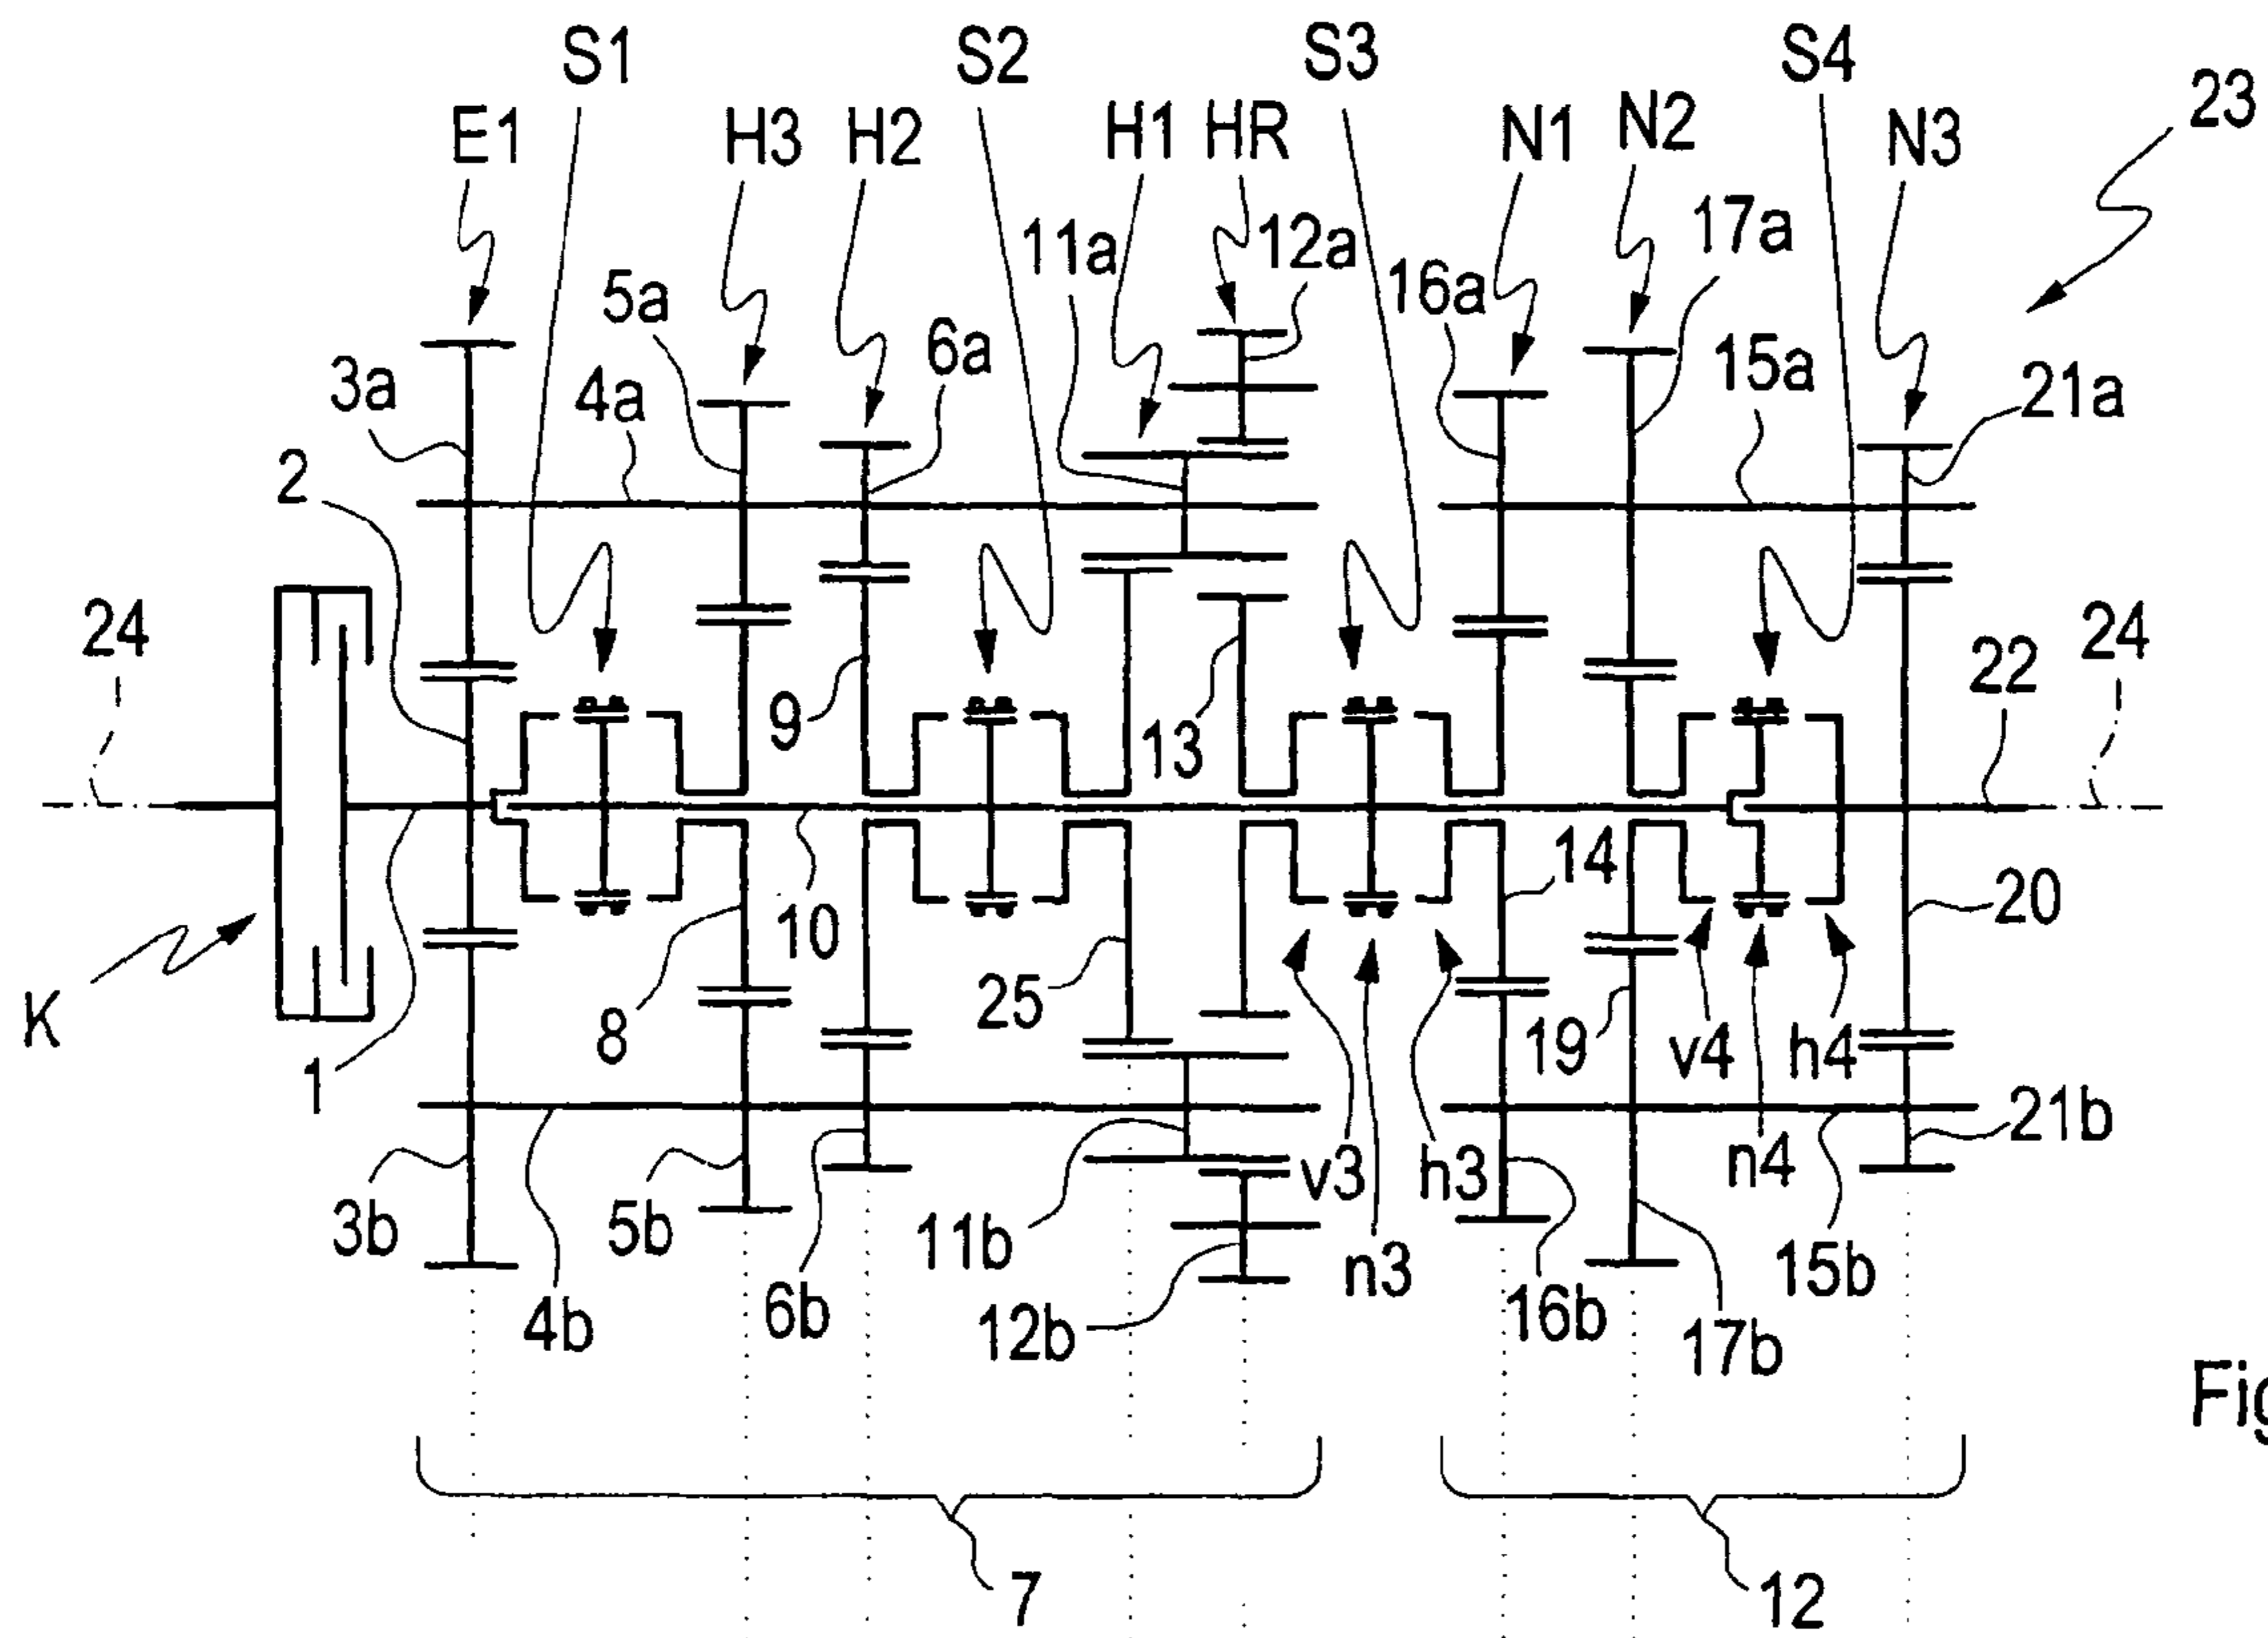 S1 S2 S3 S4
E1 H3 H2 H1 HR N1 N2 N3 23
11a 12a 17a
5a 6a 16a
3a 4a 15a 21a
2
24 22 24
9 13
14
10 20
K 25
1 8 19 v4 h4
3b 5b 11b v3 h3 n4 21b
n3 15b
4b 6b 12b 16b 17b
Fig
7 12